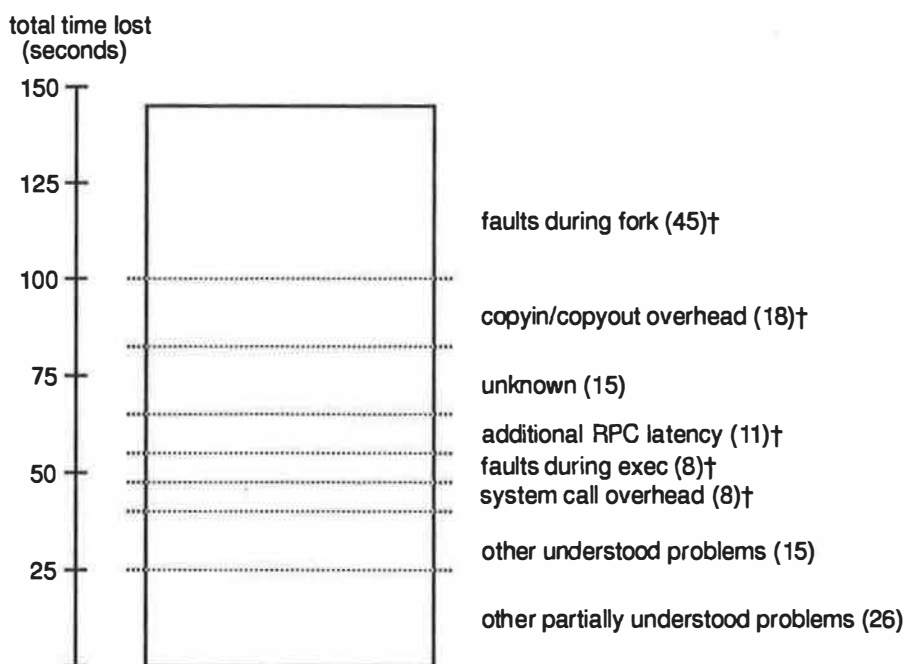 total time lost
(seconds)
150
125
faults during fork (45)†
100
copyin/copyout overhead (18)†
75
unknown (15)
additional RPC latency (11)†
50
faults during exec (8)†
system call overhead (8)†
other understood problems (15)
25
other partially understood problems (26)